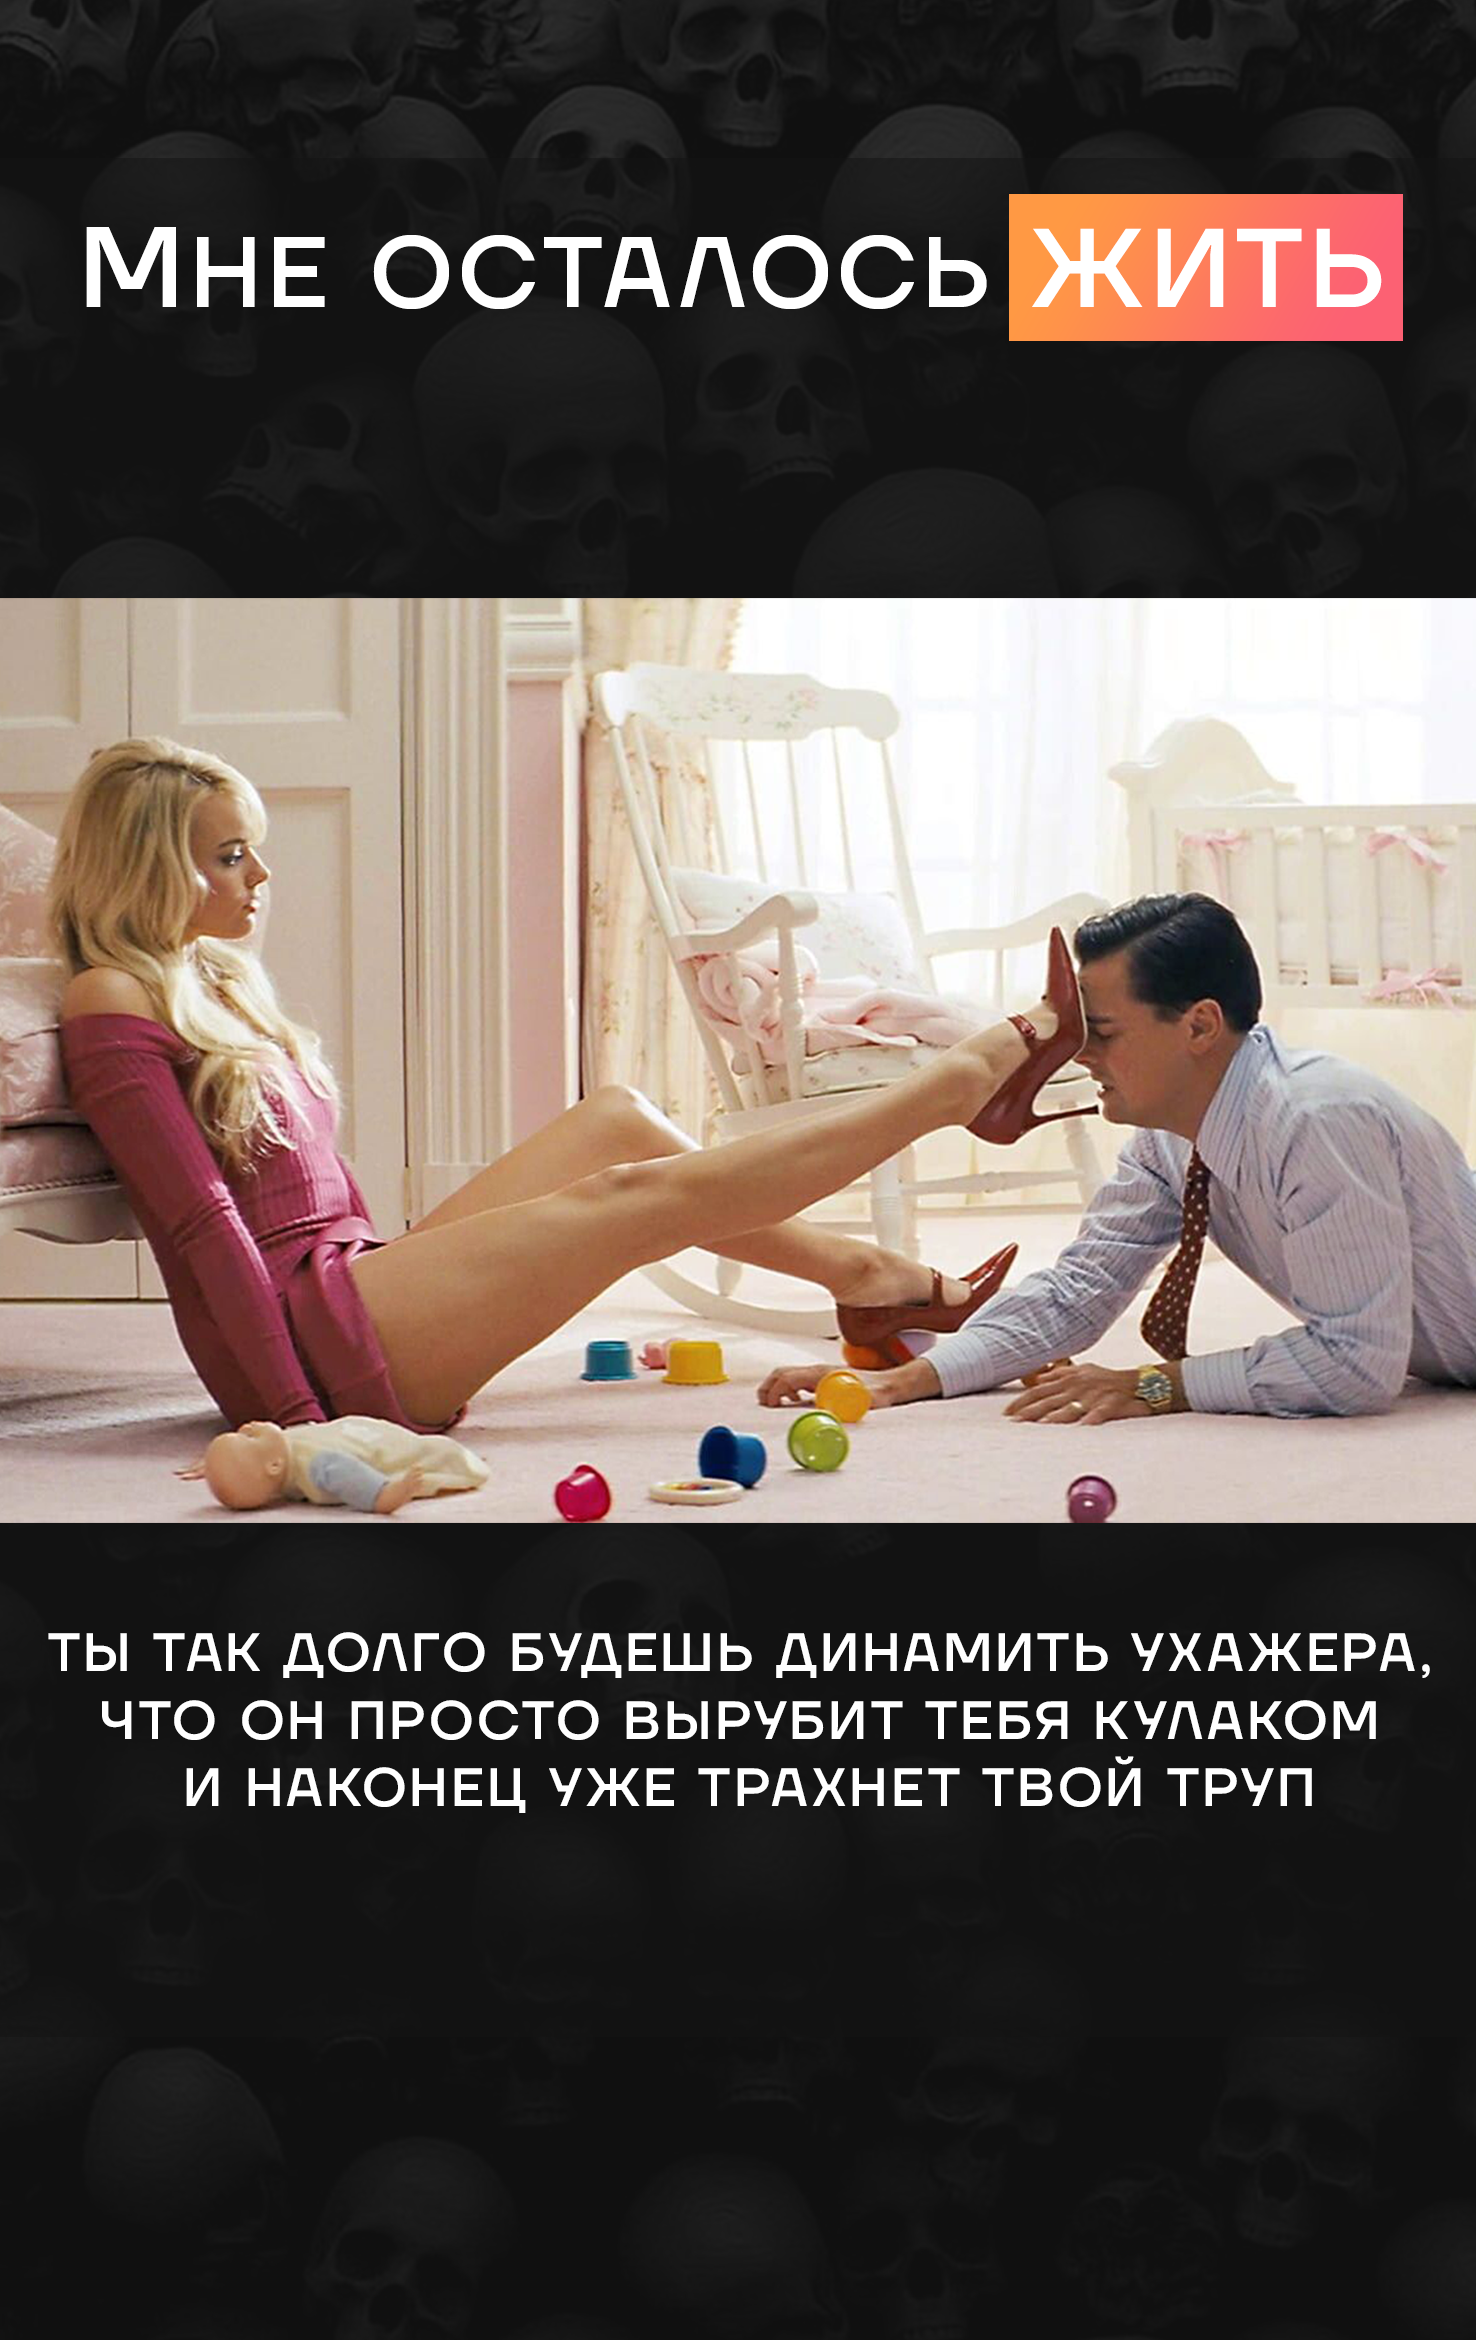 Мне осталось жить
ты так долго будешь динамить ухажера,
что он просто вырубит тебя кулаком
и наконец уже трахнет твой труп